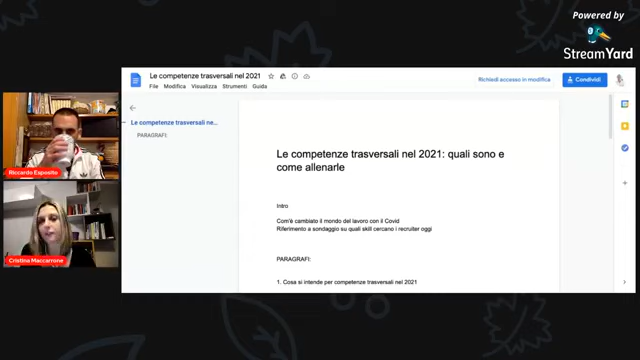 Powered by
StreamYard
Le competenze trasversali nel 2021
File Modifica Visualizza Strumenti Guida
Richiedi accesso in modifica
Condividi
Le competenze trasversali ne...
PARAGRAFI:
Le competenze trasversali nel 2021: quali sono e
come allenarle
Intro
Com'è cambiato il mondo del lavoro con il Covid
Riferimento a sondaggio su quali skill cercano i recruiter oggi
PARAGRAFI:
1. Cosa si intende per competenze trasversali nel 2021
Riccardo Esposito
Cristina Maccarrone